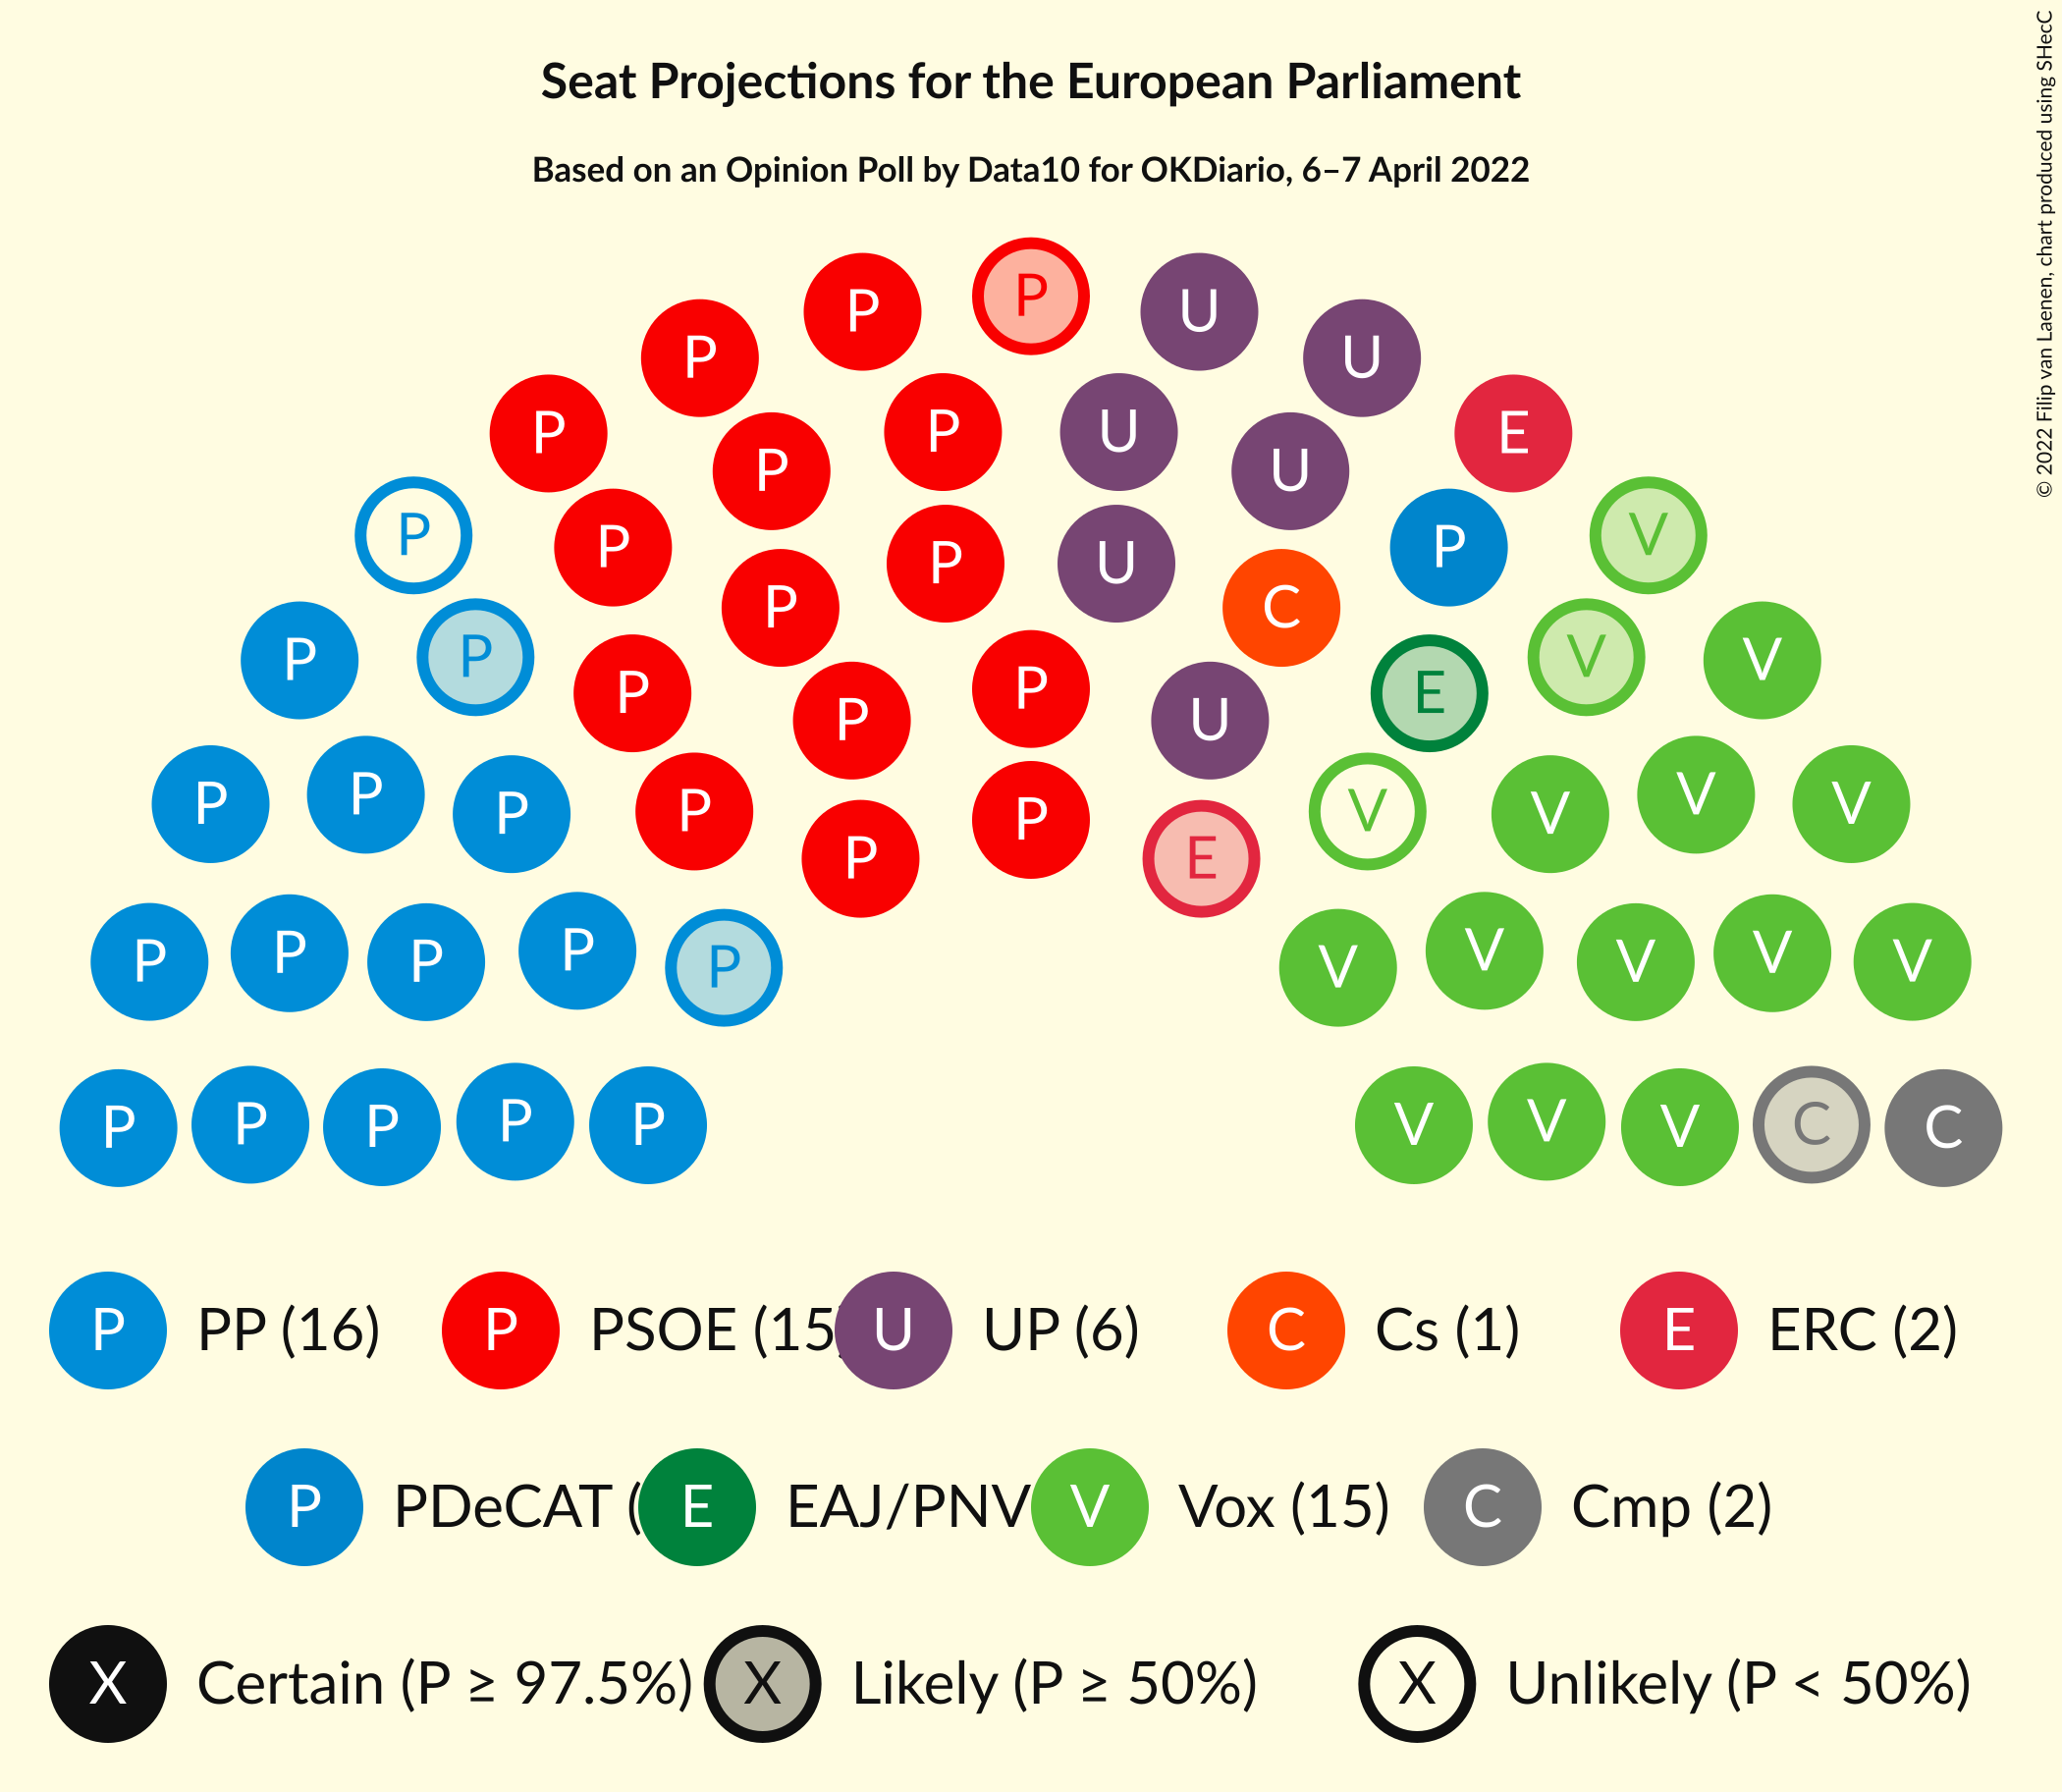 Seat Projections for the European Parliament
Based on an Opinion Poll by Data10 for OKDiario, 6–7 April 2022
© 2022 Filip van Laenen, chart produced using SHecC
P
P U
P U
P P U E
P U
P P P V
P U
P C
P P V V
P P E
P U
P P P P P V V V V
P E
P P P P P V V V V V
P P P P P V V V C C
P PP (16) P PSOE (15 U UP (6) C Cs (1) E ERC (2)
P PDeCAT ( E EAJ/PNV V Vox (15) C Cmp (2)
X Certain (P ≥ 97.5%) X Likely (P ≥ 50%) X Unlikely (P < 50%)